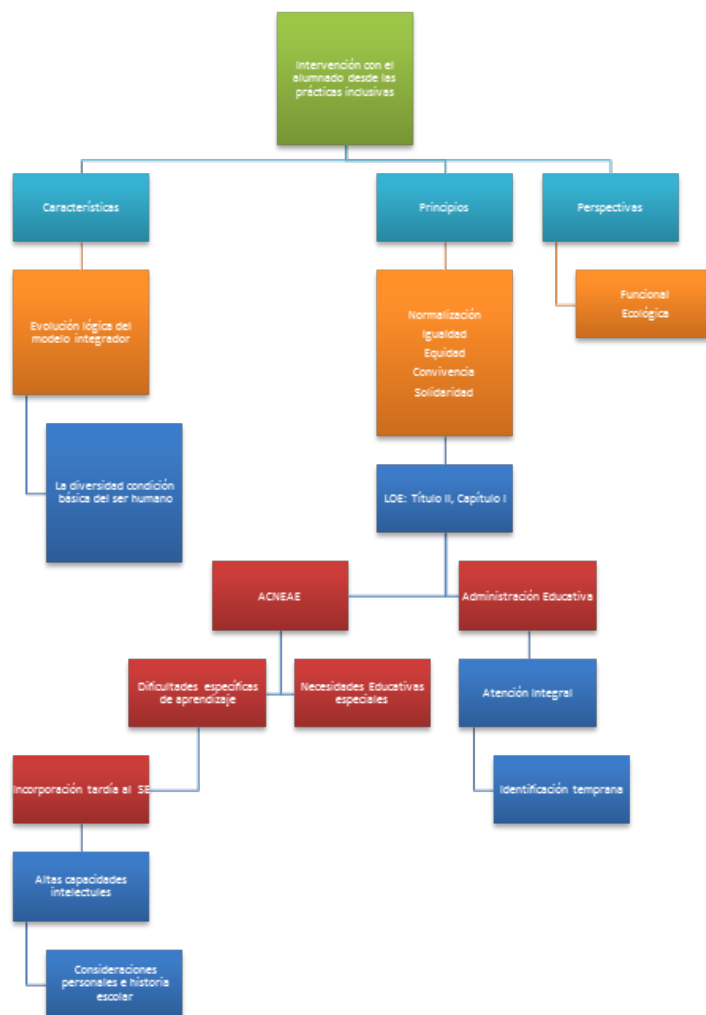 Intervención con el
alumnado desde las
prácticas inclusivas
Características
Principios
Perspectivas
Evolución lógica del
modelo integrador
Normalización
Igualdad
Equidad
Convivencia
Solidaridad
Funcional
Ecológica
La diversidad condición
básica del ser humano
LOE: Título II, Capítulo I
ACNEAE
Administración Educativa
Dificultades específicas
de aprendizaje
Necesidades Educativas
especiales
Atención Integral
Incorporación tardía al SE
Identificación temprana
Altas capacidades
intelectules
Consideraciones
personales e historia
escolar